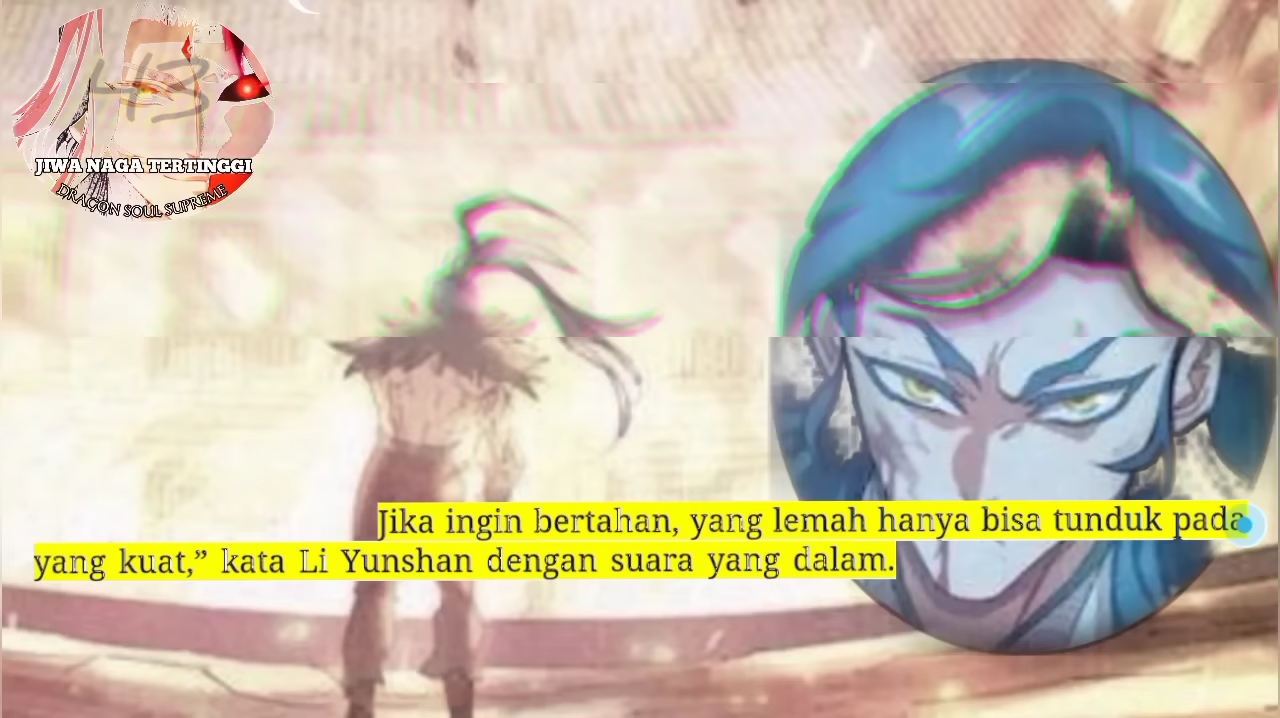 H3
JIWA NAGA TERTINGGI
DRAGON SOUL SUPREME
Jika ingin bertahan, yang lemah hanya bisa tunduk pada
yang kuat,” kata Li Yunshan dengan suara yang dalam.